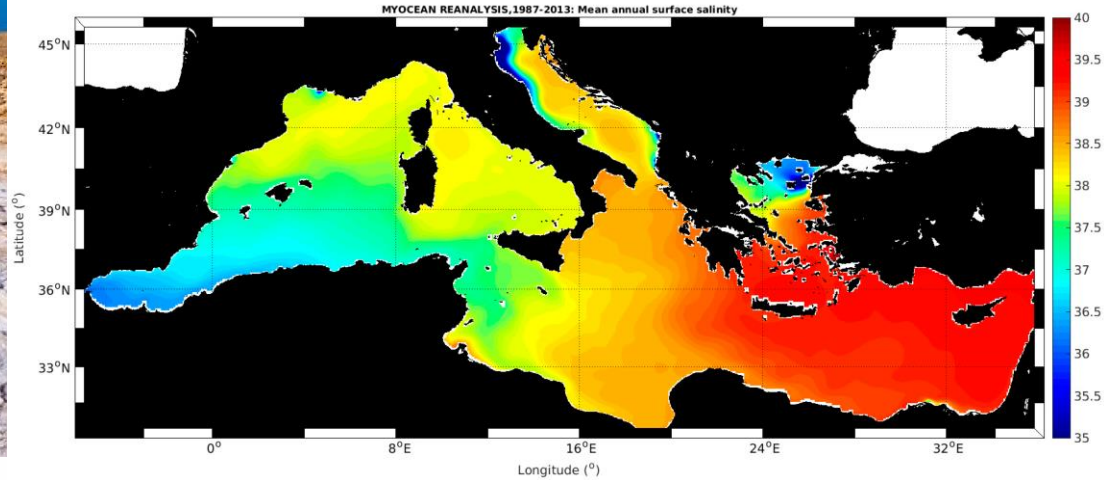 MYOCEAN REANALYSIS,1987-2013: Mean annual surface salinity
45°N
42°N
39°N
36°N
33°N
Latitude (°)
0°
8°E
16°E
24°E
32°E
Longitude (°)
40
39.5
39
38.5
38
37.5
37
36.5
36
35.5
35